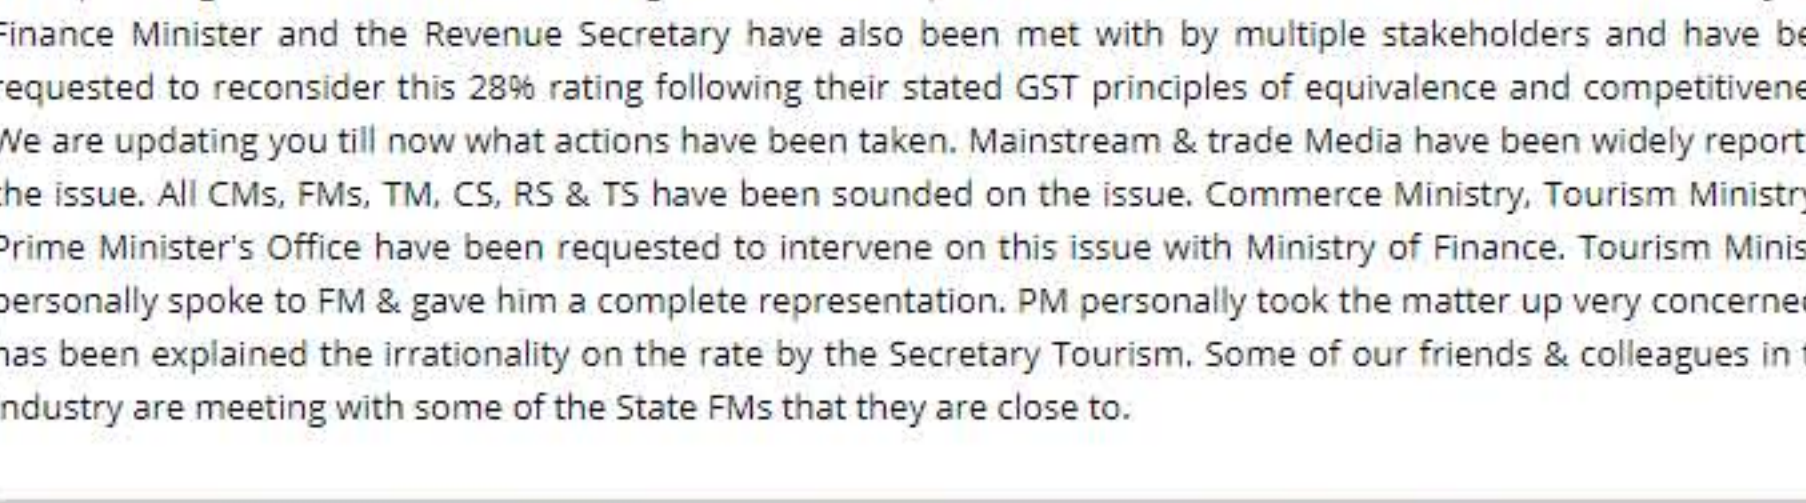 Finance Minister and the Revenue Secretary have also been met with by multiple stakeholders and have be
requested to reconsider this 28% rating following their stated GST principles of equivalence and competitivene
We are updating you till now what actions have been taken. Mainstream & trade Media have been widely report
the issue. All CMs, FMs, TM, CS, RS & TS have been sounded on the issue. Commerce Ministry, Tourism Ministry
Prime Minister's Office have been requested to intervene on this issue with Ministry of Finance. Tourism Minis
personally spoke to FM & gave him a complete representation. PM personally took the matter up very concerned
has been explained the irrationality on the rate by the Secretary Tourism. Some of our friends & colleagues in t
industry are meeting with some of the State FMs that they are close to.